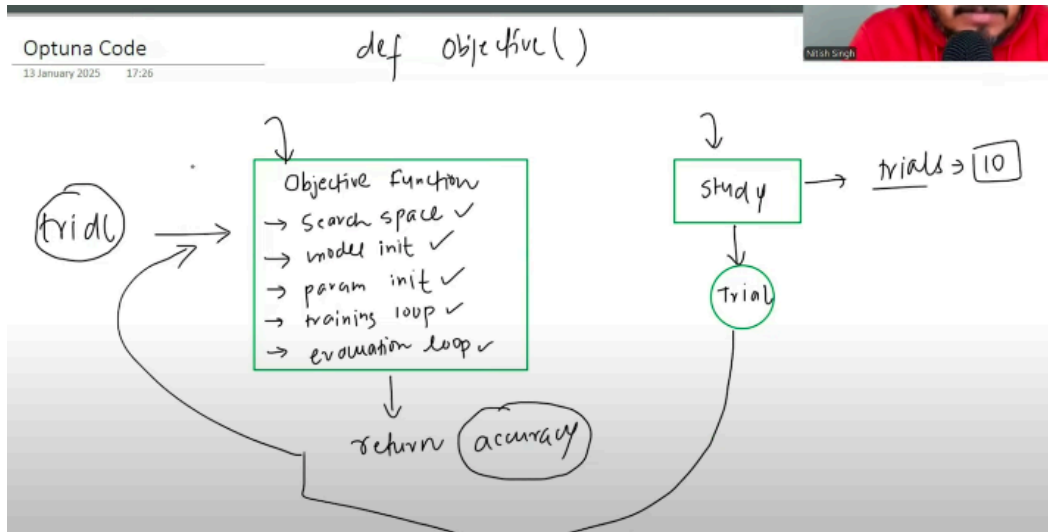 Optuna Code
13 January 2025 17:26
def Objective()
Nitish Singh
Objective Function
→ Search space ✓
→ model init ✓
→ param init ✓
→ training loop ✓
→ evaluation loop ✓
trial
return accuracy
Study
trials → 10
Trial